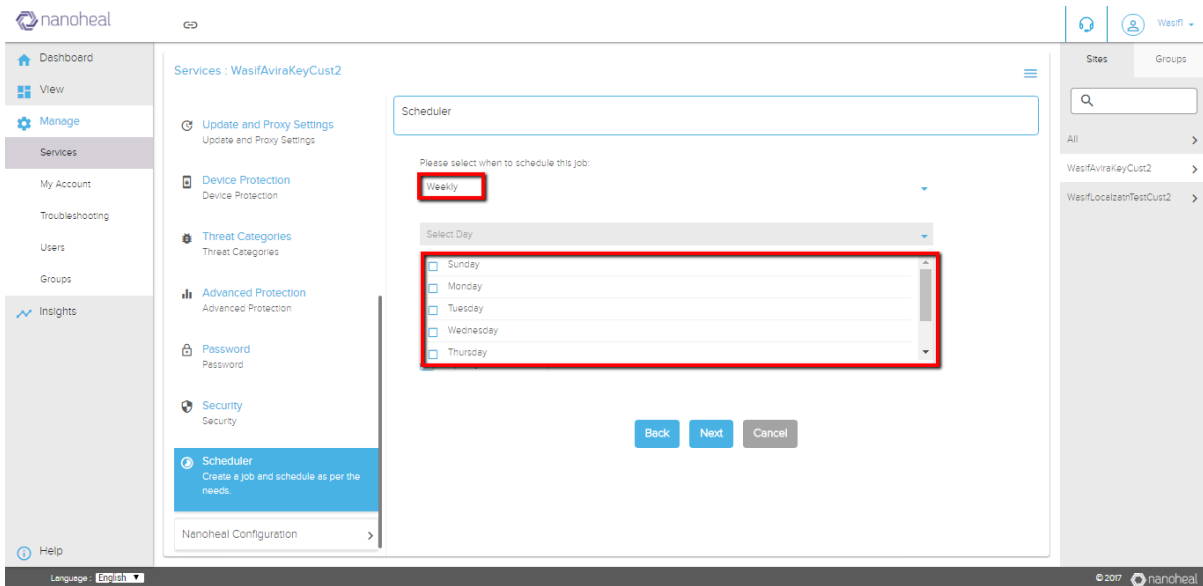 nanoheal
Wasif1
Dashboard
View
Manage
Services
My Account
Troubleshooting
Users
Groups
Insights
Help
Services : WasifAviraKeyCust2
Update and Proxy Settings
Update and Proxy Settings
Device Protection
Device Protection
Threat Categories
Threat Categories
Advanced Protection
Advanced Protection
Password
Password
Security
Security
Scheduler
Create a job and schedule as per the
needs.
Nanoheal Configuration
Scheduler
Please select when to schedule this job:
Weekly
Select Day
Sunday
Monday
Tuesday
Wednesday
Thursday
Back Next Cancel
Sites Groups
All
WasifAviraKeyCust2
WasifLocalzatnTestCust2
Language : English
© 2017 nanoheal